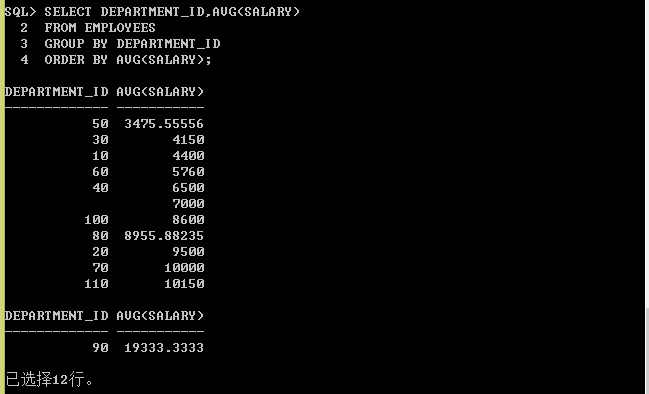 SQL> SELECT DEPARTMENT_ID,AVG(SALARY)
2 FROM EMPLOYEES
3 GROUP BY DEPARTMENT_ID
4 ORDER BY AVG(SALARY);
DEPARTMENT_ID AVG(SALARY)
------------- -----------
50 3475.55556
30 4150
10 4400
60 5760
40 6500
7000
100 8600
80 8955.88235
20 9500
70 10000
110 10150
DEPARTMENT_ID AVG(SALARY)
------------- -----------
90 19333.3333
已选择12行。